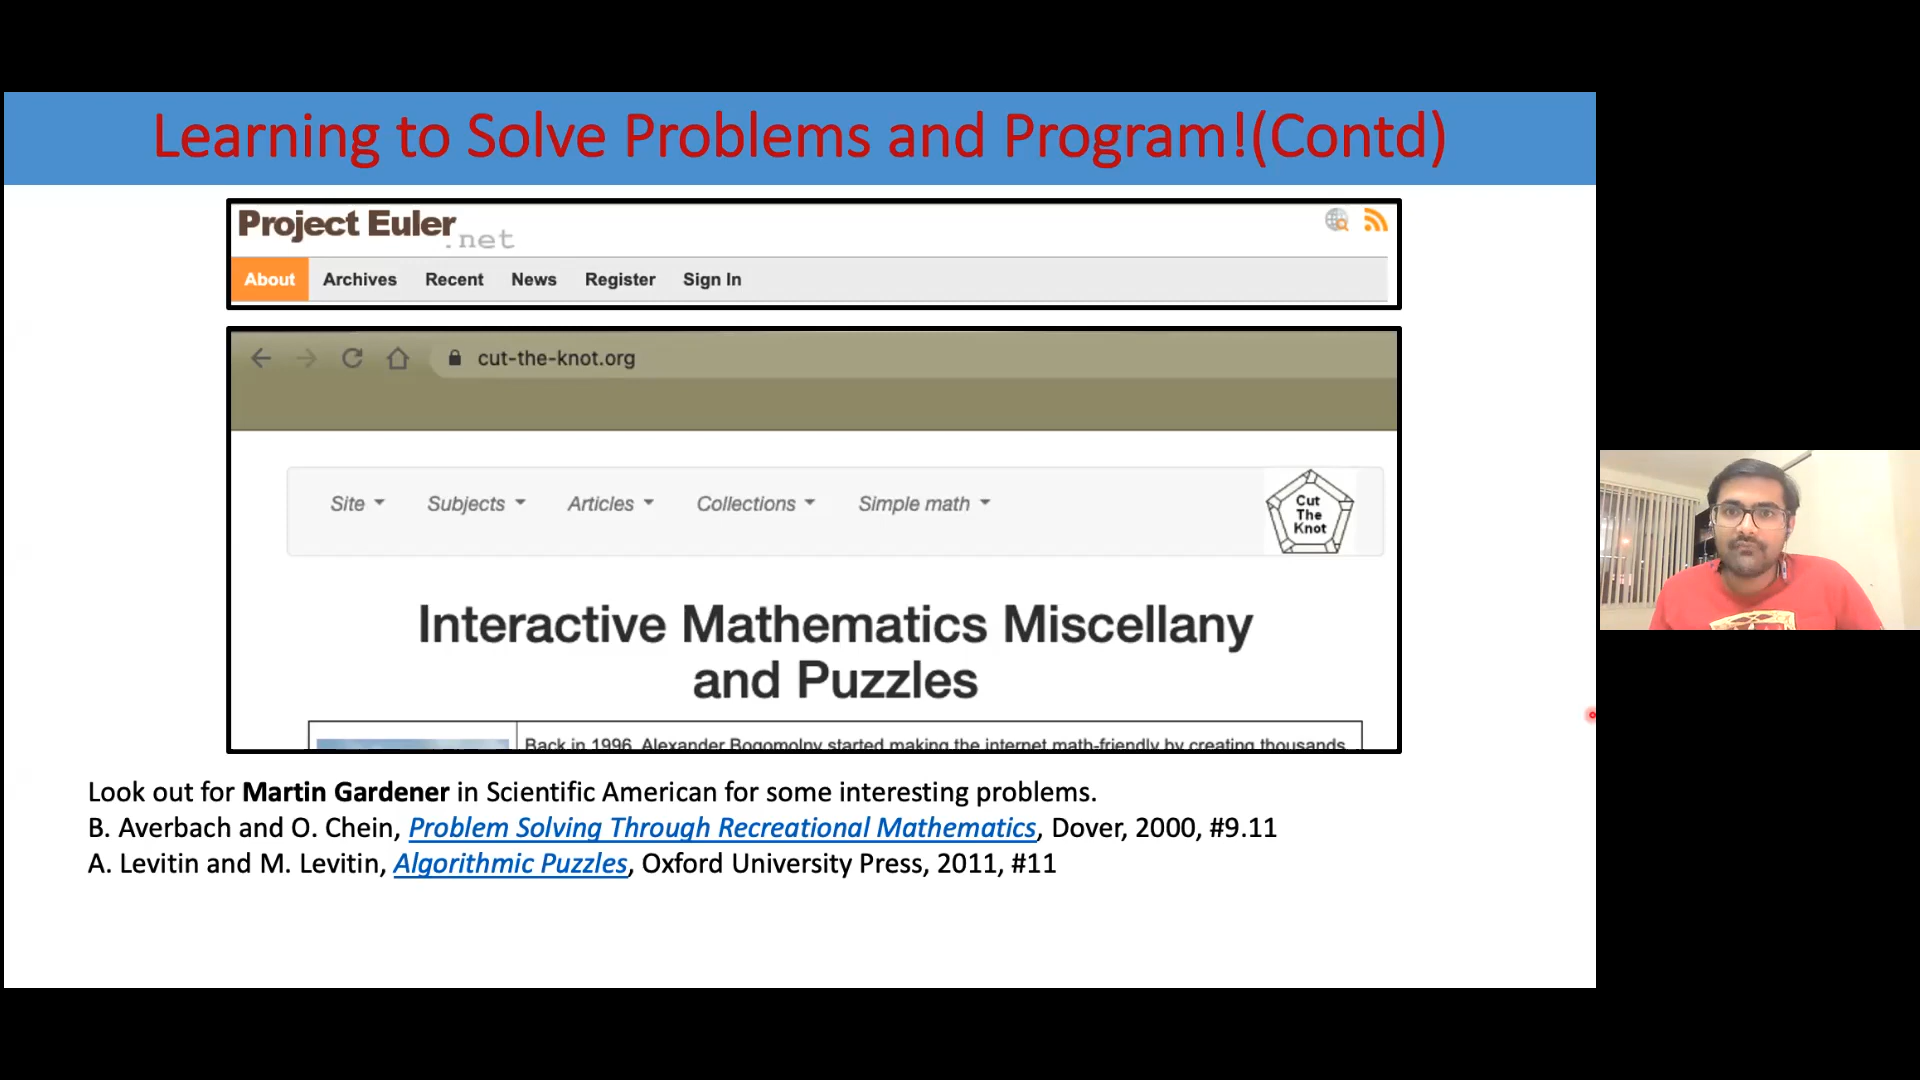 Learning to Solve Problems and Program!(Contd)
Project Euler
.net
About Archives Recent News Register Sign In
cut-the-knot.org
Site Subjects Articles Collections Simple math
Cut
The
Knot
Interactive Mathematics Miscellany
and Puzzles
Back in 1996, Alexander Bogomolny started making the internet math-friendly by creating thousands
Look out for Martin Gardener in Scientific American for some interesting problems.
B. Averbach and O. Chein, Problem Solving Through Recreational Mathematics, Dover, 2000, #9.11
A. Levitin and M. Levitin, Algorithmic Puzzles, Oxford University Press, 2011, #11